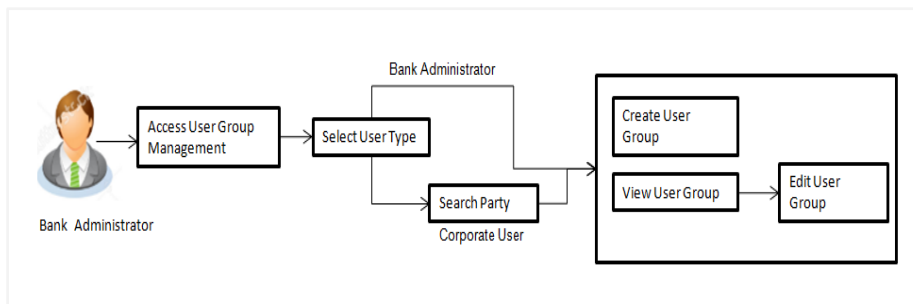 Bank Administrator
Access User Group
Management
Select User Type
Bank Administrator
Search Party
Corporate User
Create User
Group
View User Group
Edit User
Group